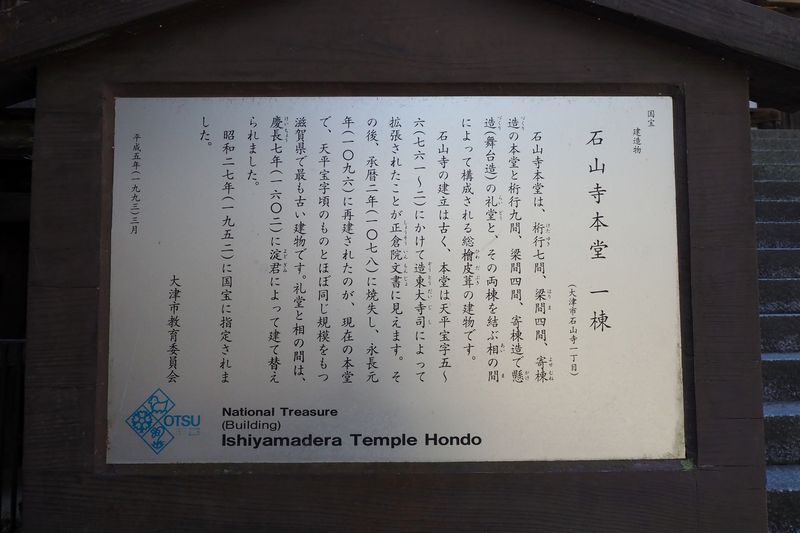 国宝 建造物
石山寺本堂 一棟
(大津市石山寺一丁目)
石山寺本堂は、桁行七間、梁間四間、寄棟
造の本堂と桁行九間、梁間四間、寄棟造で懸
造(舞台造)の礼堂と、その両棟を結ぶ相の間
によって構成される総檜皮葺の建物です。
石山寺の建立は古く、本堂は天平宝字五~
六(七六一~二)にかけて造東大寺司によって
拡張されたことが正倉院文書に見えます。そ
の後、承暦二年(一〇七八)に焼失し、永長元
年(一〇九六)に再建されたのが、現在の本堂
で、天平宝字頃のものとほぼ同じ規模をもつ
滋賀県で最も古い建物です。礼堂と相の間は、
慶長七年(一六〇二)に淀君によって建て替え
られました。
昭和二七年(一九五二)に国宝に指定されま
した。
平成五年(一九九三)三月
大津市教育委員会
OTSU
National Treasure
(Building)
Ishiyamadera Temple Hondo